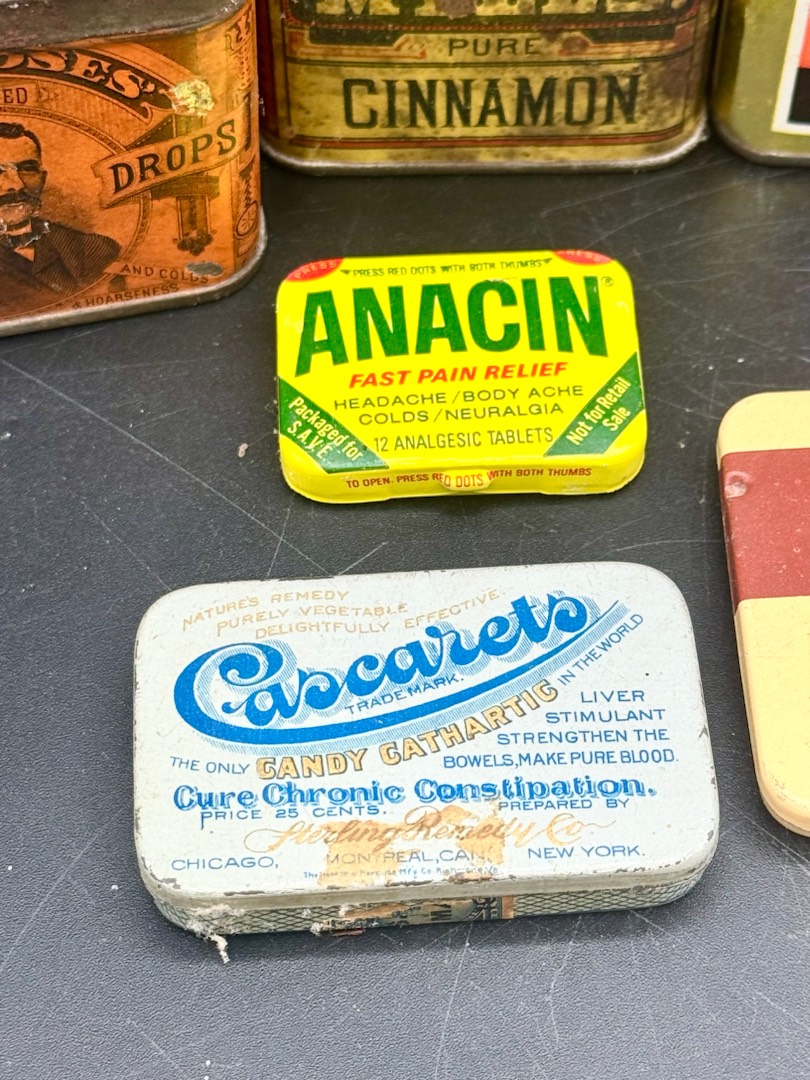 ED
DROPS
AND COLDS
& HOARSENESS
PURE
CINNAMON
PRESS PRESS RED DOTS WITH BOTH THUMBS PRESS
ANACIN®
FAST PAIN RELIEF
HEADACHE/BODY ACHE
COLDS/NEURALGIA
12 ANALGESIC TABLETS
Packaged for
S.A.V.E.
Not for Retail
Sale
TO OPEN. PRESS RED DOTS WITH BOTH THUMBS
NATURE'S REMEDY
PURELY VEGETABLE
DELIGHTFULLY EFFECTIVE.
Cascarets
TRADE MARK.
THE ONLY CANDY CATHARTIC IN THE WORLD
LIVER
STIMULANT
STRENGTHEN THE
BOWELS, MAKE PURE BLOOD.
Cure Chronic Constipation.
PRICE 25 CENTS. PREPARED BY
Sterling Remedy Co.
CHICAGO, MONTREAL, CAN. NEW YORK.